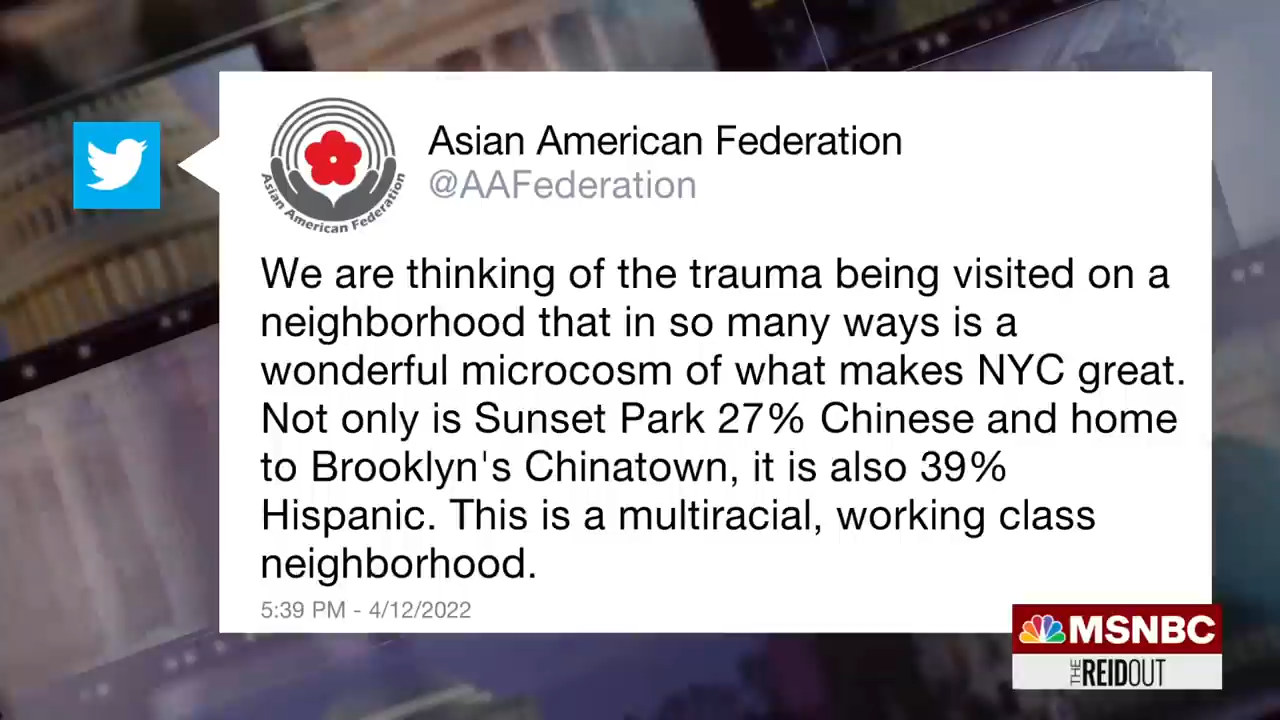 Asian American Federation
Asian American Federation
@AAFederation
We are thinking of the trauma being visited on a
neighborhood that in so many ways is a
wonderful microcosm of what makes NYC great.
Not only is Sunset Park 27% Chinese and home
to Brooklyn's Chinatown, it is also 39%
Hispanic. This is a multiracial, working class
neighborhood.
5:39 PM - 4/12/2022
MSNBC
THE REIDOUT